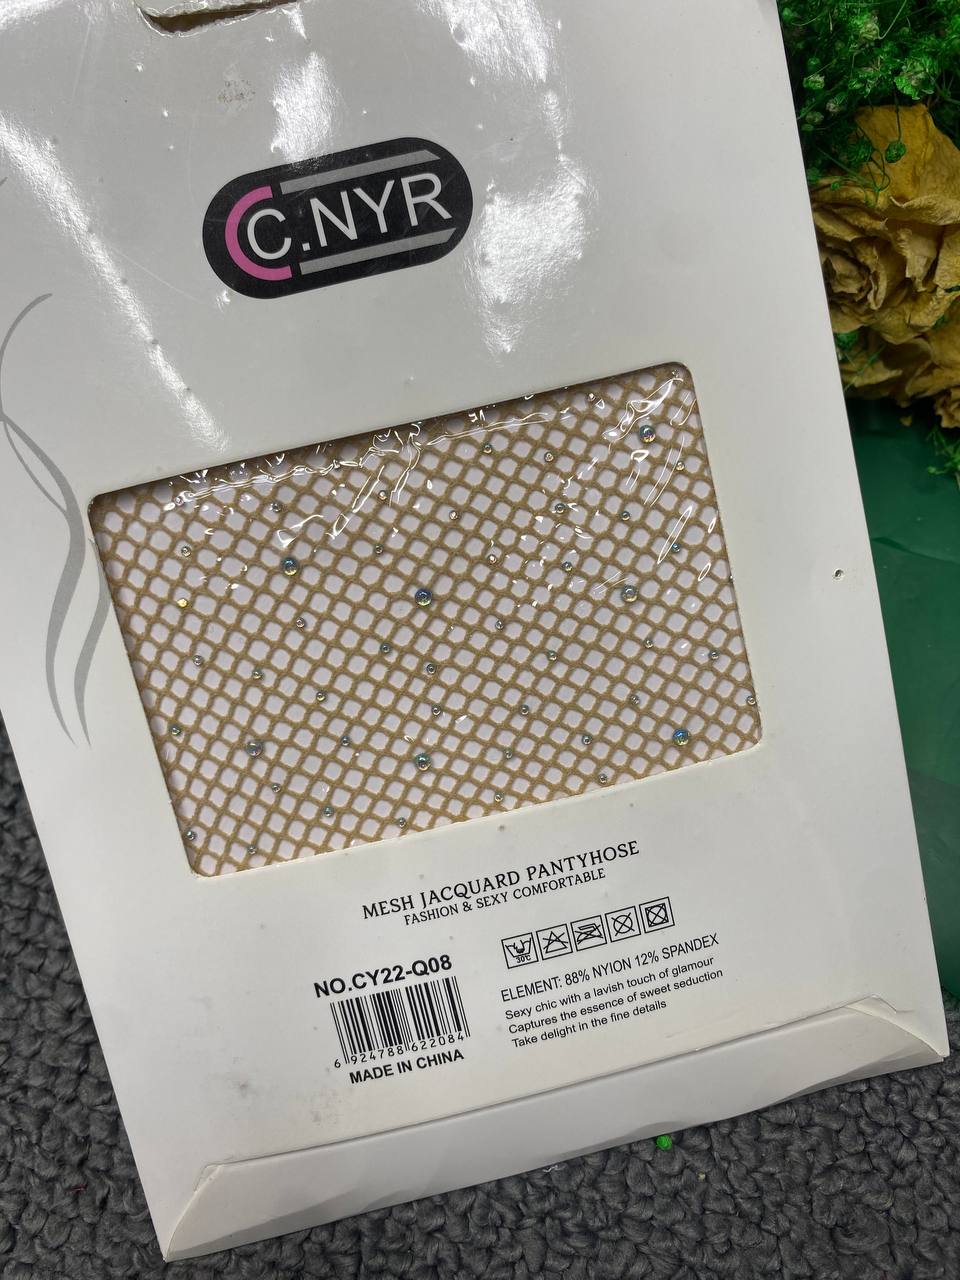 C.NYR
MESH JACQUARD PANTYHOSE
FASHION & SEXY COMFORTABLE
30°C
NO.CY22-Q08
6 924788 622084
MADE IN CHINA
ELEMENT: 88% NYION 12% SPANDEX
Sexy chic with a lavish touch of glamour
Captures the essence of sweet seduction
Take delight in the fine details